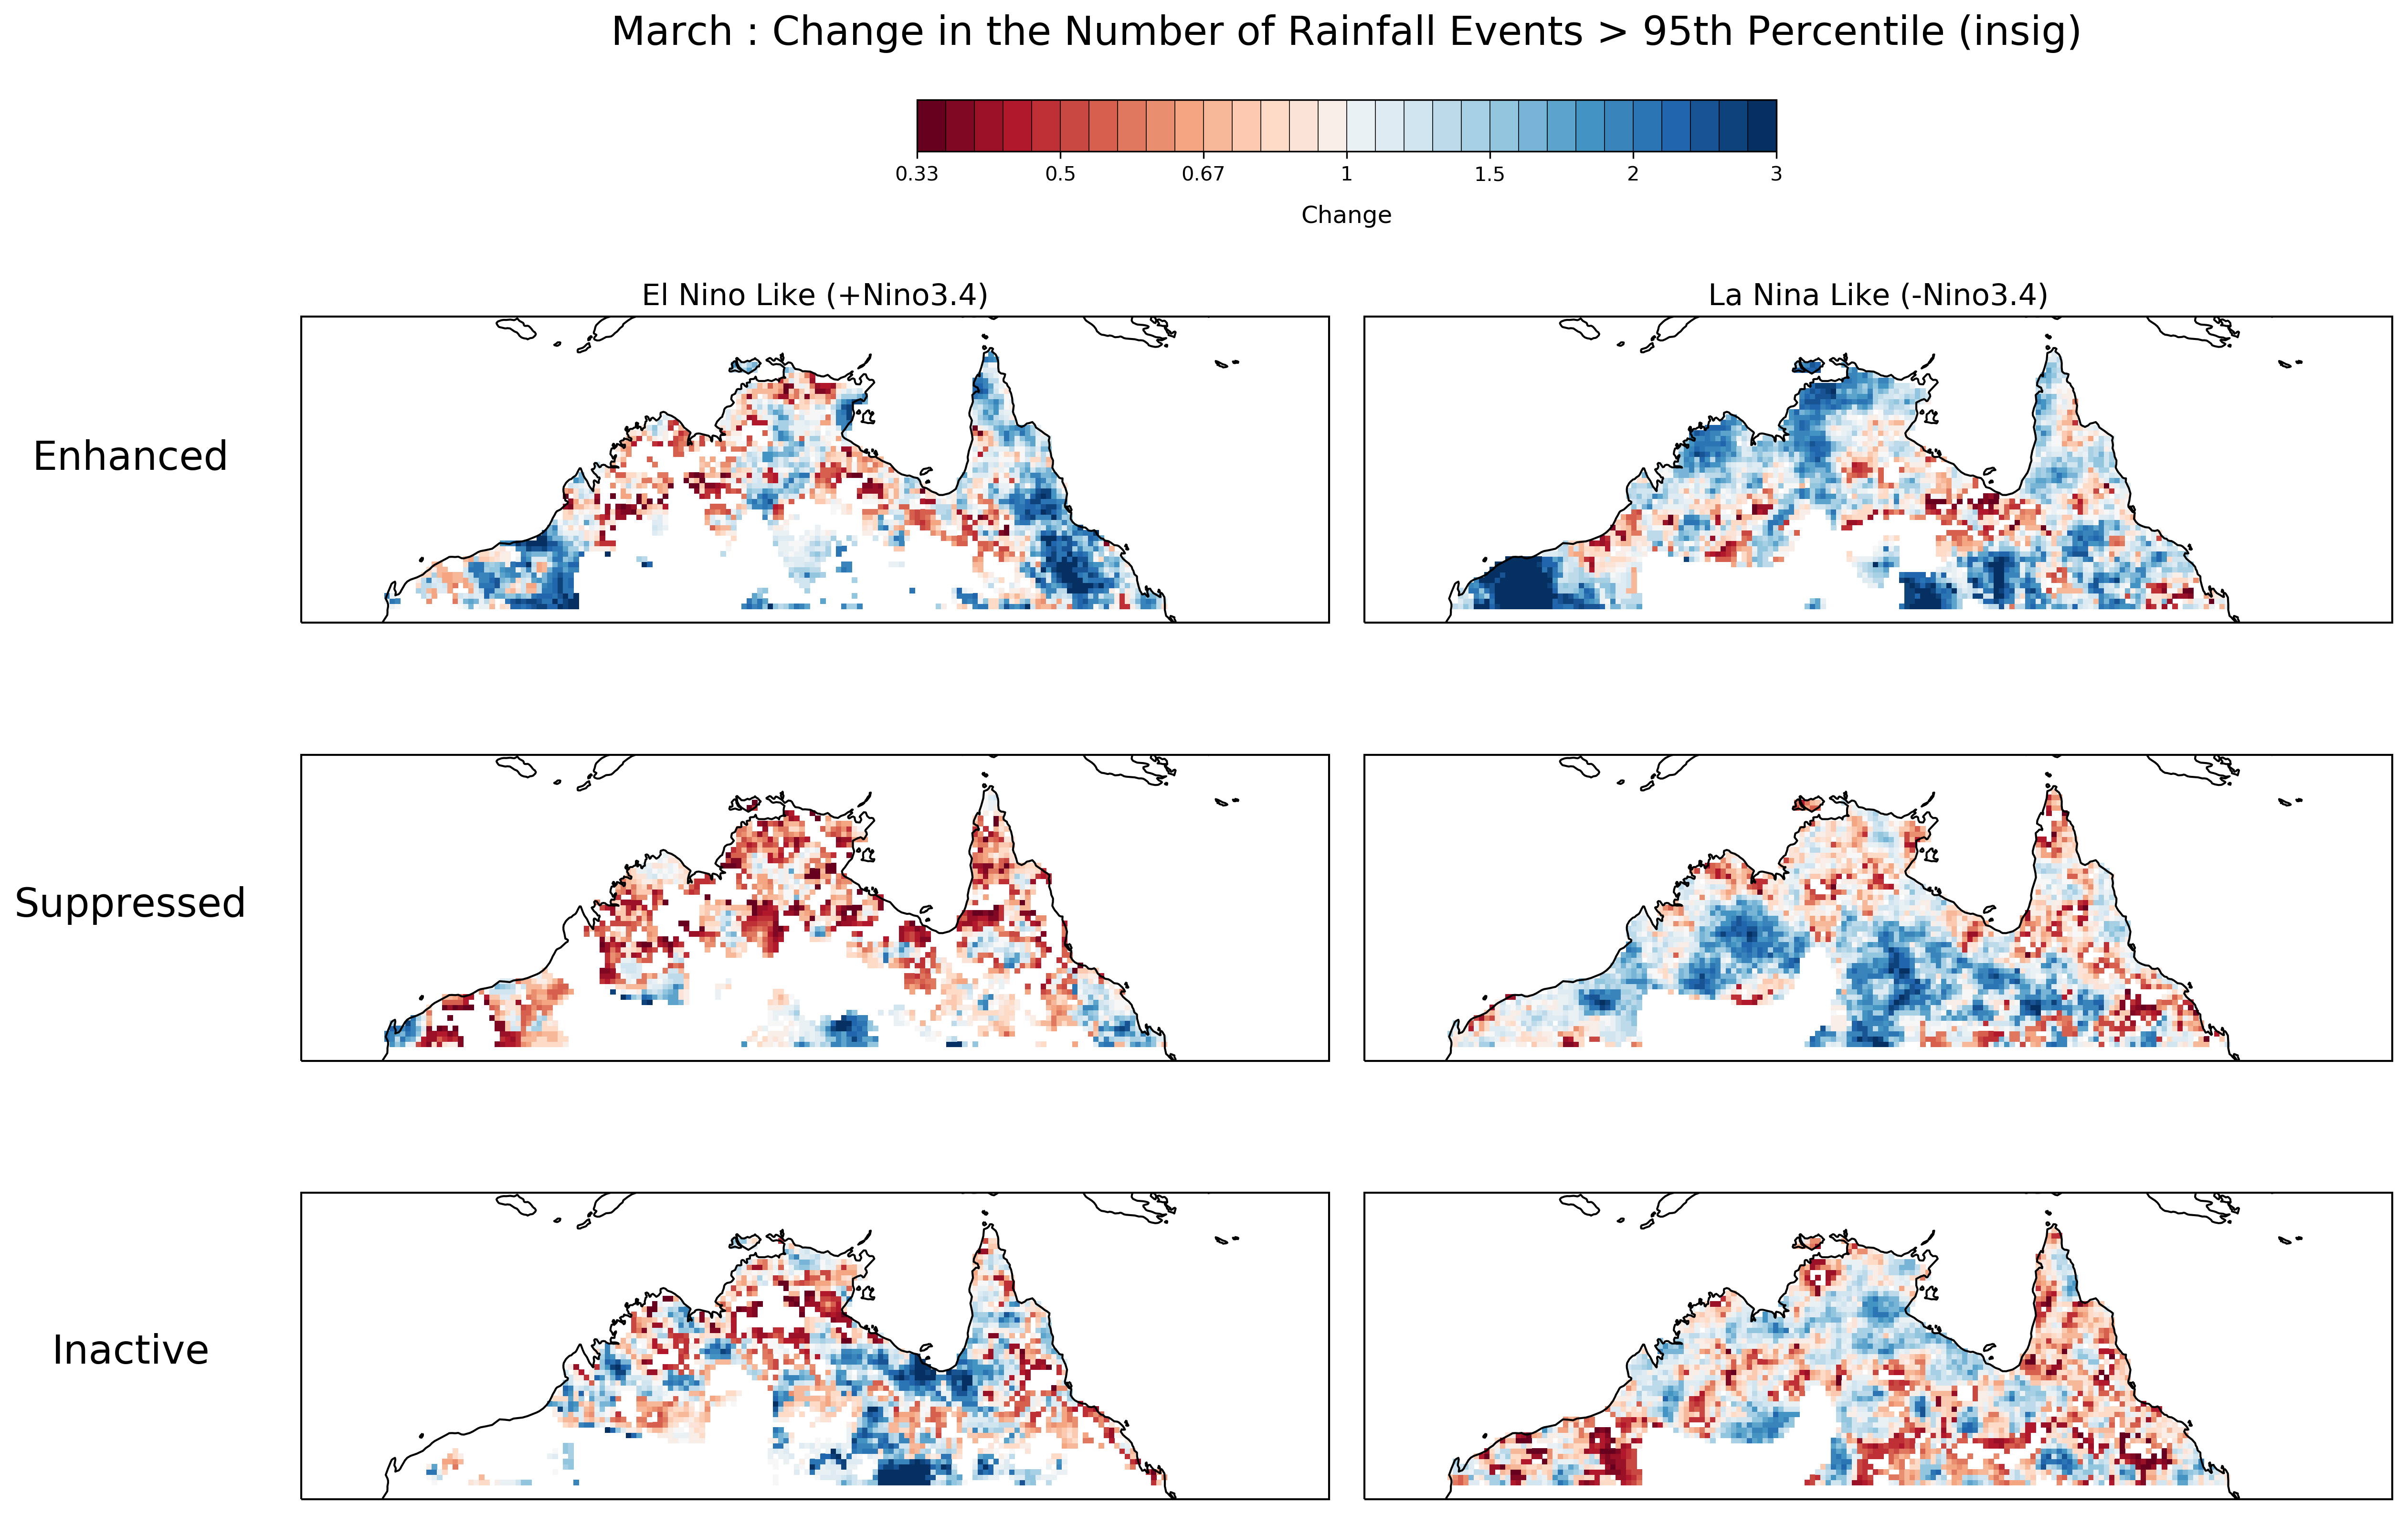 March : Change in the Number of Rainfall Events > 95th Percentile (insig)
0.33 0.5 0.67 1 1.5 2 3
Change
El Nino Like (+Nino3.4) La Nina Like (-Nino3.4)
Enhanced
Suppressed
Inactive